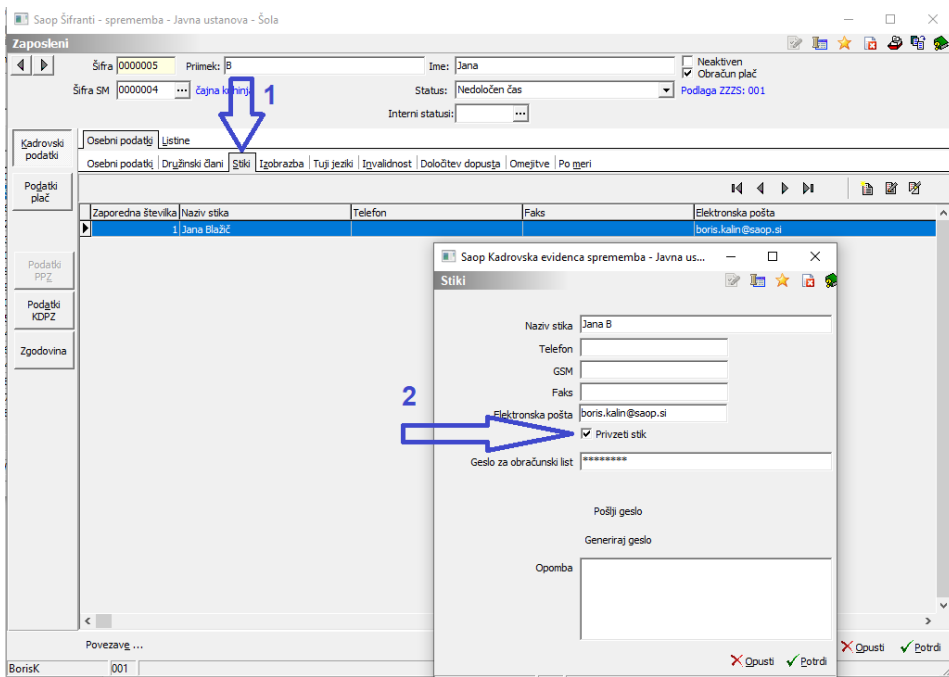 Saop Šifranti - sprememba - Javna ustanova - Šola
Zaposleni
Šifra 0000005 Priimek: B Ime: Jana Neaktiven
Obračun plač
Šifra SM 0000004 ... čajna kuhinja 1 Status: Nedoločen čas Podlaga ZZZS: 001
Interni statusi: ...
Kadrovski podatki
Osebni podatki Listine
Osebni podatki Družinski člani Stiki Izobrazba Tuji jeziki Invalidnost Določitev dopusta Omejitve Po meri
Podatki plač
Zaporedna številka Naziv stika Telefon Faks Elektronska pošta
1 Jana Blažič boris.kalin@saop.si
Podatki PPZ
Podatki KDPZ
Zgodovina
Saop Kadrovska evidenca sprememba - Javna us...
Stiki
Naziv stika Jana B
Telefon
GSM
Faks
2
Elektronska pošta boris.kalin@saop.si
Privzeti stik
Geslo za obračunski list ********
Pošlji geslo
Generiraj geslo
Opomba
Opusti Potrdi
Povezave ...
Opusti Potrdi
BorisK 001